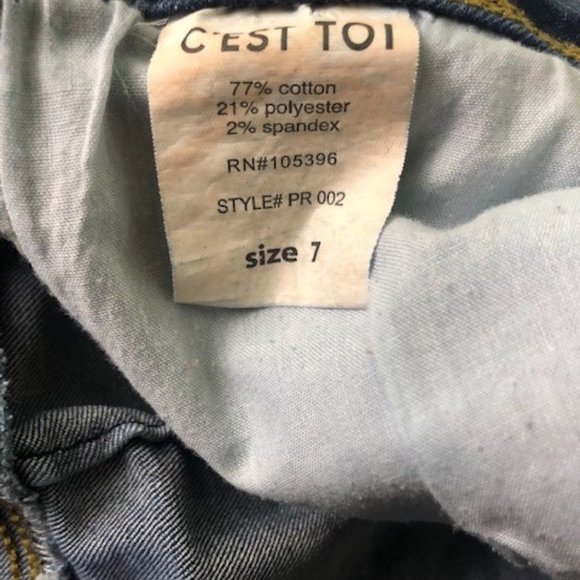 C'EST TOI
77% cotton
21% polyester
2% spandex
RN#105396
STYLE# PR 002
size 7